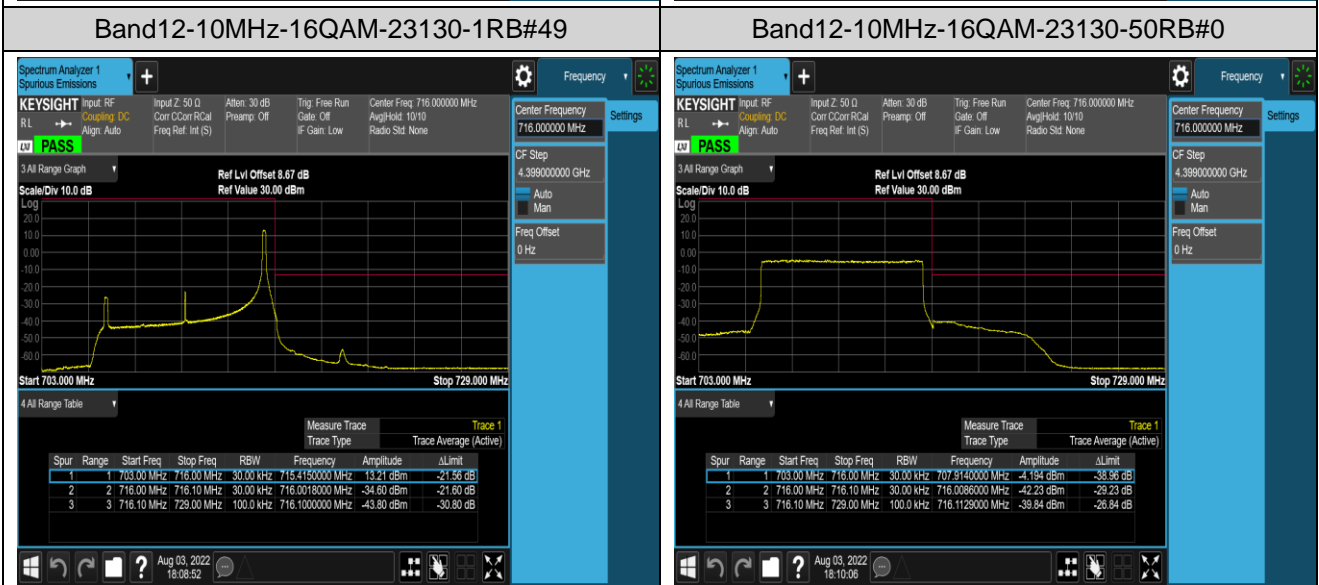 Band12-10MHz-16QAM-23130-1RB#49
Spectrum Analyzer 1
Spurious Emissions
+
Frequency
KEYSIGHT
RL
Input: RF
Coupling: DC
Align: Auto
Input Z: 50 Ω
Corr CCorr RCal
Freq Ref: Int (S)
Atten: 30 dB
Preamp: Off
Trig: Free Run
Gate: Off
IF Gain: Low
Center Freq: 716.000000 MHz
Avg|Hold: 10/10
Radio Std: None
LXI PASS
Center Frequency
716.000000 MHz
Settings
CF Step
4.399000000 GHz
Auto
Man
Freq Offset
0 Hz
3 All Range Graph
Ref Lvl Offset 8.67 dB
Scale/Div 10.0 dB
Ref Value 30.00 dBm
Log
20.0
10.0
0.00
-10.0
-20.0
-30.0
-40.0
-50.0
-60.0
Start 703.000 MHz
Stop 729.000 MHz
4 All Range Table
Measure Trace Trace 1
Trace Type Trace Average (Active)
Spur Range Start Freq Stop Freq RBW Frequency Amplitude ΔLimit
1 1 703.00 MHz 716.00 MHz 30.00 kHz 715.4150000 MHz 13.21 dBm -21.56 dB
2 2 716.00 MHz 716.10 MHz 30.00 kHz 716.0018000 MHz -34.60 dBm -21.60 dB
3 3 716.10 MHz 729.00 MHz 100.0 kHz 716.1000000 MHz -43.80 dBm -30.80 dB
?
Aug 03, 2022
18:08:52
Band12-10MHz-16QAM-23130-50RB#0
Spectrum Analyzer 1
Spurious Emissions
+
Frequency
KEYSIGHT
RL
Input: RF
Coupling: DC
Align: Auto
Input Z: 50 Ω
Corr CCorr RCal
Freq Ref: Int (S)
Atten: 30 dB
Preamp: Off
Trig: Free Run
Gate: Off
IF Gain: Low
Center Freq: 716.000000 MHz
Avg|Hold: 10/10
Radio Std: None
LXI PASS
Center Frequency
716.000000 MHz
Settings
CF Step
4.399000000 GHz
Auto
Man
Freq Offset
0 Hz
3 All Range Graph
Ref Lvl Offset 8.67 dB
Scale/Div 10.0 dB
Ref Value 30.00 dBm
Log
20.0
10.0
0.00
-10.0
-20.0
-30.0
-40.0
-50.0
-60.0
Start 703.000 MHz
Stop 729.000 MHz
4 All Range Table
Measure Trace Trace 1
Trace Type Trace Average (Active)
Spur Range Start Freq Stop Freq RBW Frequency Amplitude ΔLimit
1 1 703.00 MHz 716.00 MHz 30.00 kHz 707.9140000 MHz -4.194 dBm -38.96 dB
2 2 716.00 MHz 716.10 MHz 30.00 kHz 716.0086000 MHz -42.23 dBm -29.23 dB
3 3 716.10 MHz 729.00 MHz 100.0 kHz 716.1129000 MHz -39.84 dBm -26.84 dB
?
Aug 03, 2022
18:10:06